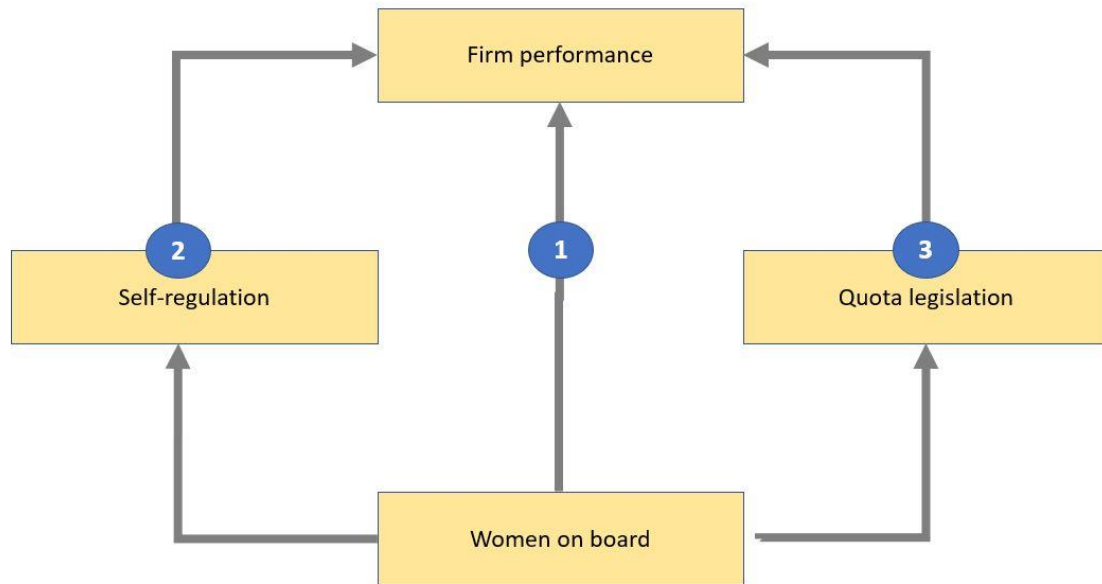 Firm performance
2
1
3
Self-regulation
Quota legislation
Women on board